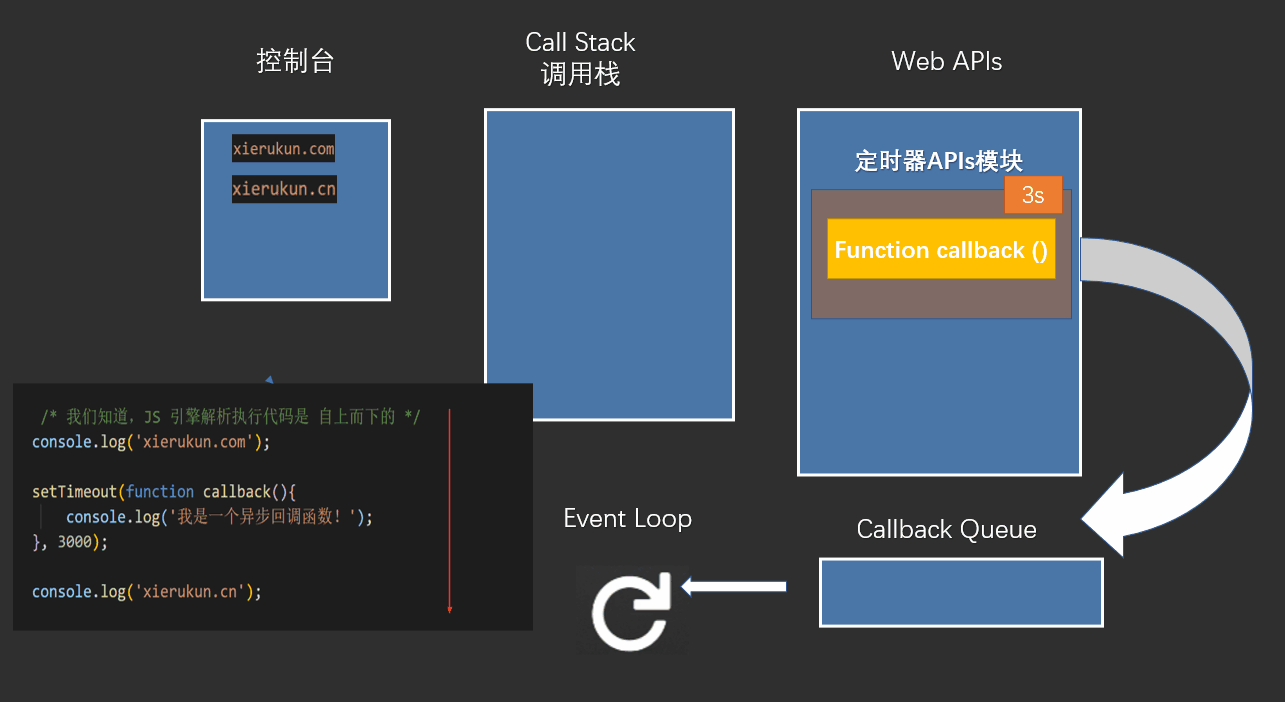 控制台
Call Stack
调用栈
Web APIs
xierukun.com
xierukun.cn
定时器APIs模块
3s
Function callback ()
/* 我们知道，JS 引擎解析执行代码是 自上而下的 */
console.log('xierukun.com');
setTimeout(function callback(){
console.log('我是一个异步回调函数！');
}, 3000);
console.log('xierukun.cn');
Event Loop
Callback Queue